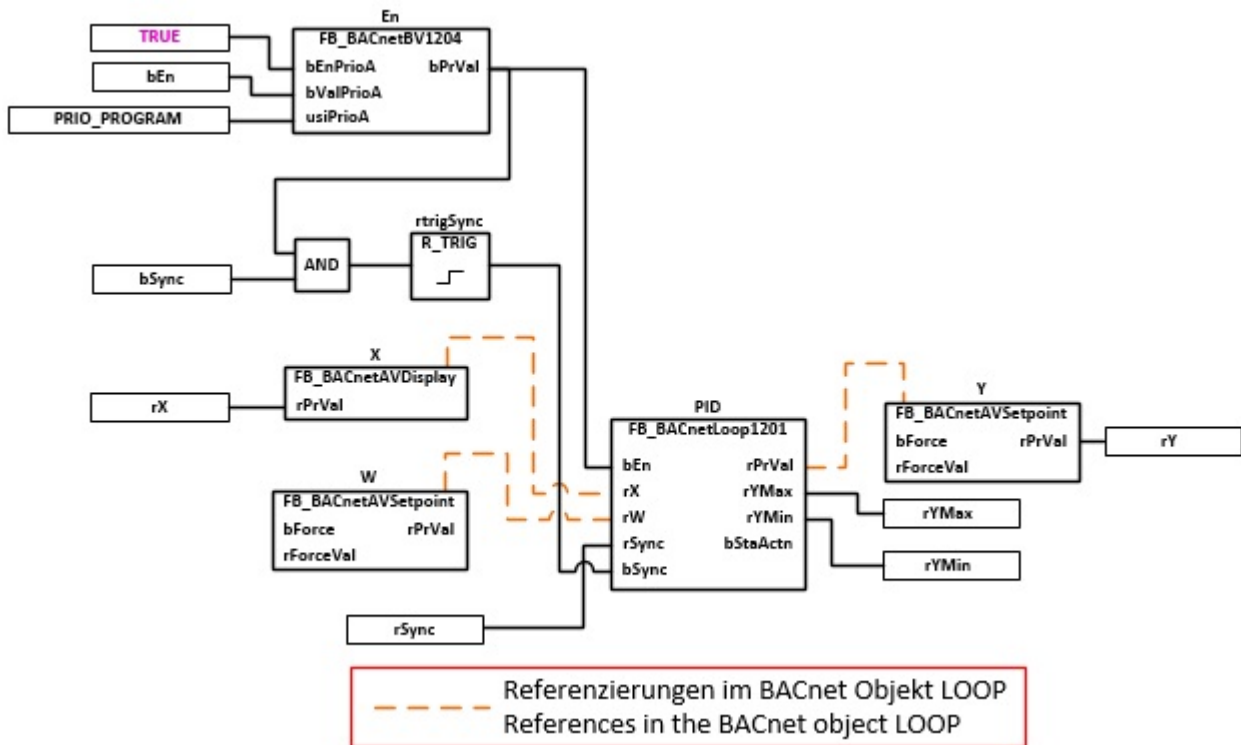 En
TRUE
FB_BACnetBV1204
bEnPrioA bPrVal
bEn
bValPrioA
PRIO_PROGRAM
usiPrioA
rtrigSync
R_TRIG
AND
bSync
X
FB_BACnetAVDisplay
rX
rPrVal
PID
Y
FB_BACnetLoop1201
FB_BACnetAVSetpoint
bForce rPrVal
rY
rForceVal
W
FB_BACnetAVSetpoint
bForce rPrVal
rForceVal
bEn rPrVal
rX rYMax
rW rYMin
rSync bStaActn
bSync
rYMax
rYMin
rSync
Referenzierungen im BACnet Objekt LOOP
References in the BACnet object LOOP